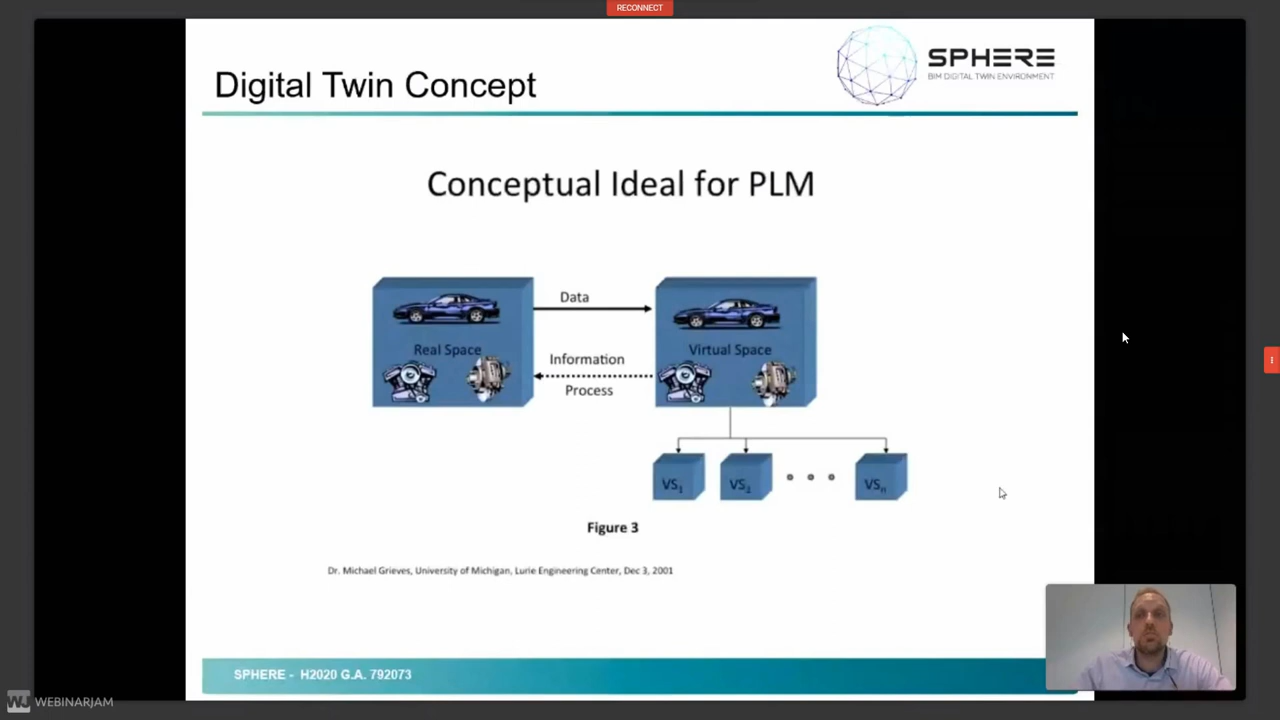 RECONNECT
Digital Twin Concept
SPHERE
BIM DIGITAL TWIN ENVIRONMENT
Conceptual Ideal for PLM
Data
Real Space
Virtual Space
Information
Process
VS1
VS2
VSn
Figure 3
Dr. Michael Grieves, University of Michigan, Lurie Engineering Center, Dec 3, 2001
SPHERE - H2020 G.A. 792073
WJ WEBINARJAM